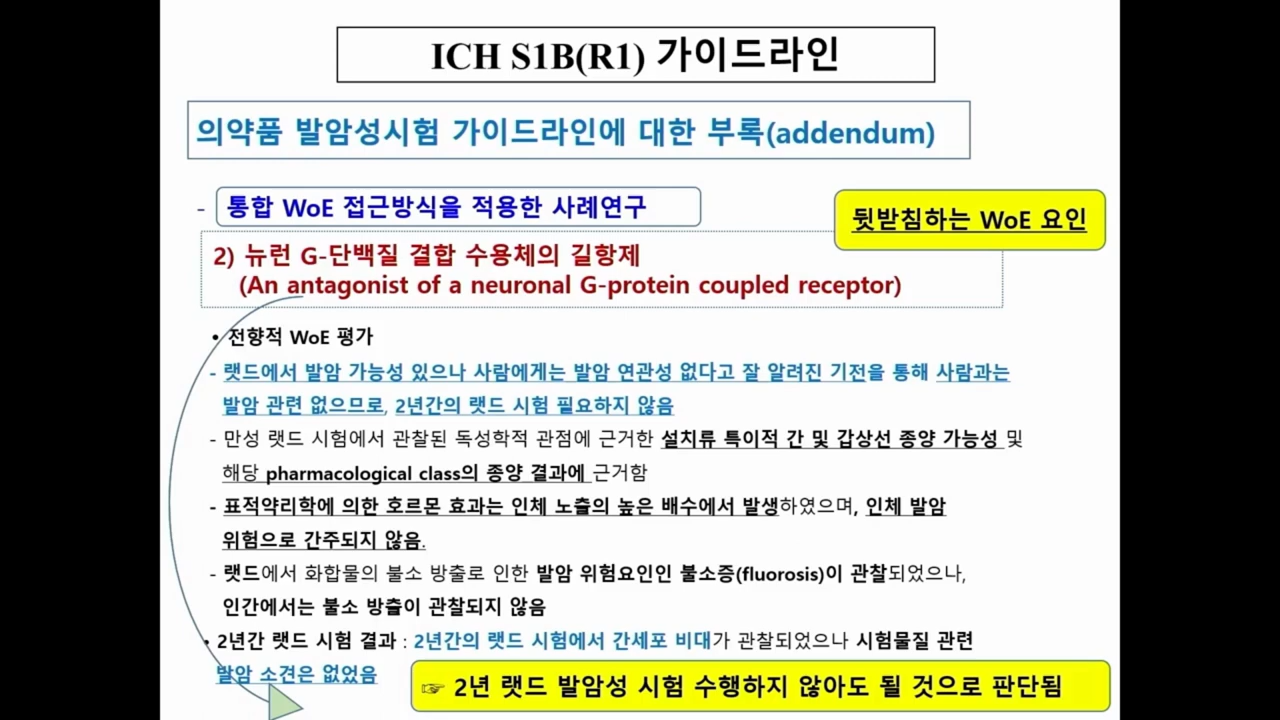 ICH S1B(R1) 가이드라인
의약품 발암성시험 가이드라인에 대한 부록(addendum)
- 통합 WoE 접근방식을 적용한 사례연구
뒷받침하는 WoE 요인
2) 뉴런 G-단백질 결합 수용체의 길항제
(An antagonist of a neuronal G-protein coupled receptor)
• 전향적 WoE 평가
- 랫드에서 발암 가능성 있으나 사람에게는 발암 연관성 없다고 잘 알려진 기전을 통해 사람과는
발암 관련 없으므로, 2년간의 랫드 시험 필요하지 않음
- 만성 랫드 시험에서 관찰된 독성학적 관점에 근거한 설치류 특이적 간 및 갑상선 종양 가능성 및
해당 pharmacological class의 종양 결과에 근거함
- 표적약리학에 의한 호르몬 효과는 인체 노출의 높은 배수에서 발생하였으며, 인체 발암
위험으로 간주되지 않음.
- 랫드에서 화합물의 불소 방출로 인한 발암 위험요인인 불소증(fluorosis)이 관찰되었으나,
인간에서는 불소 방출이 관찰되지 않음
• 2년간 랫드 시험 결과 : 2년간의 랫드 시험에서 간세포 비대가 관찰되었으나 시험물질 관련
발암 소견은 없었음
☞ 2년 랫드 발암성 시험 수행하지 않아도 될 것으로 판단됨